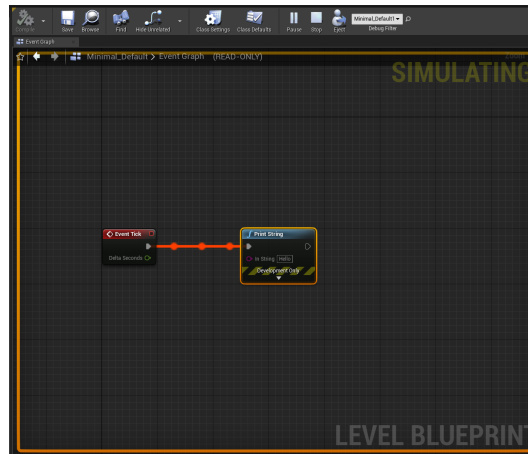 Compile
Save
Browse
Find
Hide Unrelated
Class Settings
Class Defaults
Pause
Stop
Eject
Minimal_Default1
Debug Filter
Event Graph
Minimal_Default > Event Graph (READ-ONLY)
SIMULATING
Event Tick
Delta Seconds
f Print String
In String Hello
Development Only
LEVEL BLUEPRINT